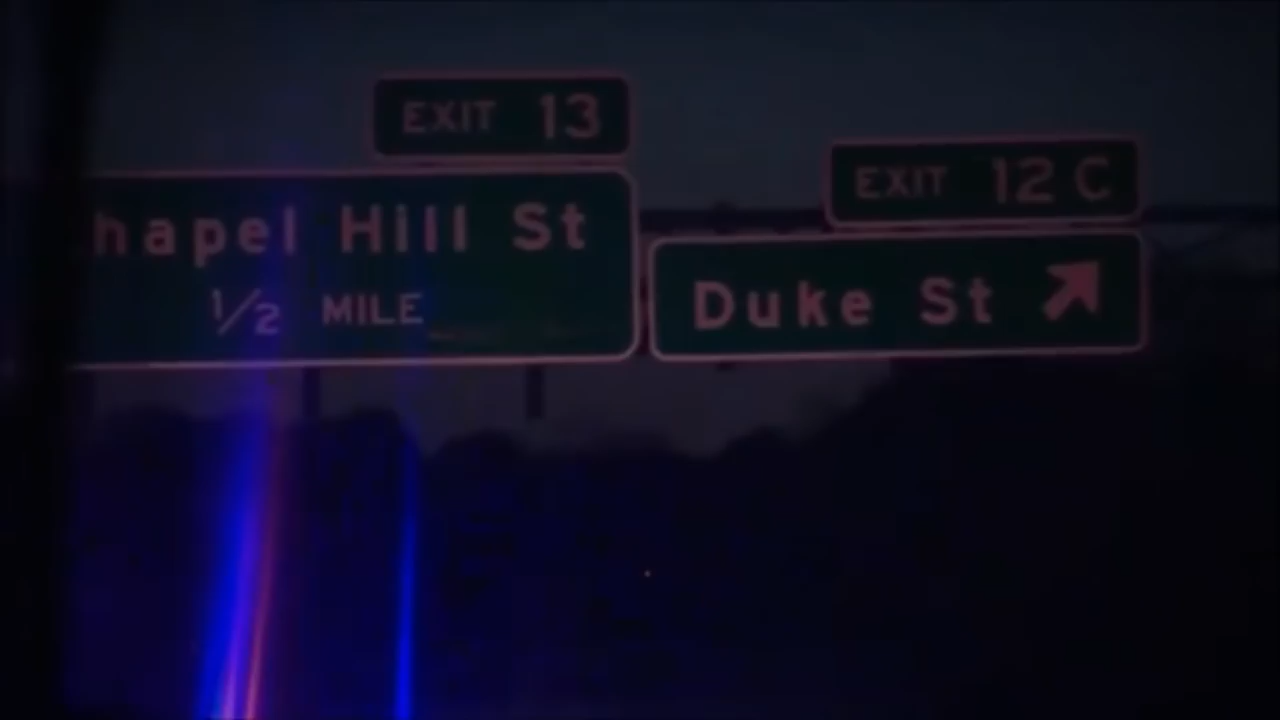 EXIT 13
hapel Hill St
1/2 MILE
EXIT 12 C
Duke St